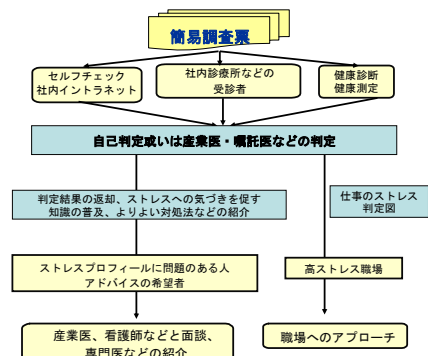 簡易調査票
セルフチェック
社内イントラネット
社内診療所などの
受診者
健康診断
健康測定
自己判定或いは産業医・嘱託医などの判定
判定結果の返却、ストレスへの気づきを促す
知識の普及、よりよい対処法などの紹介
仕事のストレス
判定図
ストレスプロフィールに問題のある人
アドバイスの希望者
高ストレス職場
産業医、看護師などと面談、
専門医などの紹介
職場へのアプローチ